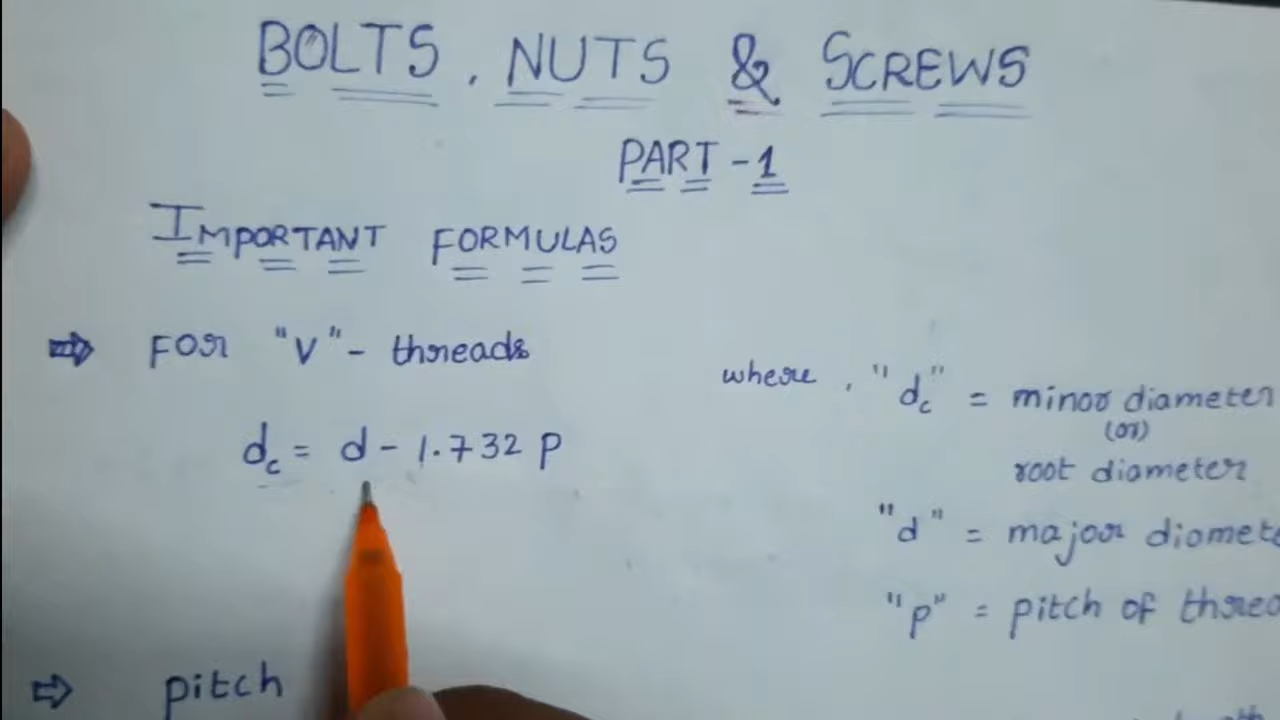 BOLTS, NUTS & SCREWS
PART-1
IMPORTANT FORMULAS
⇒ For "V"- threads
dc = d - 1.732 p
where, "dc" = minor diameter
(or)
root diameter
"d" = major
"p" = pitch of
⇒ pitch